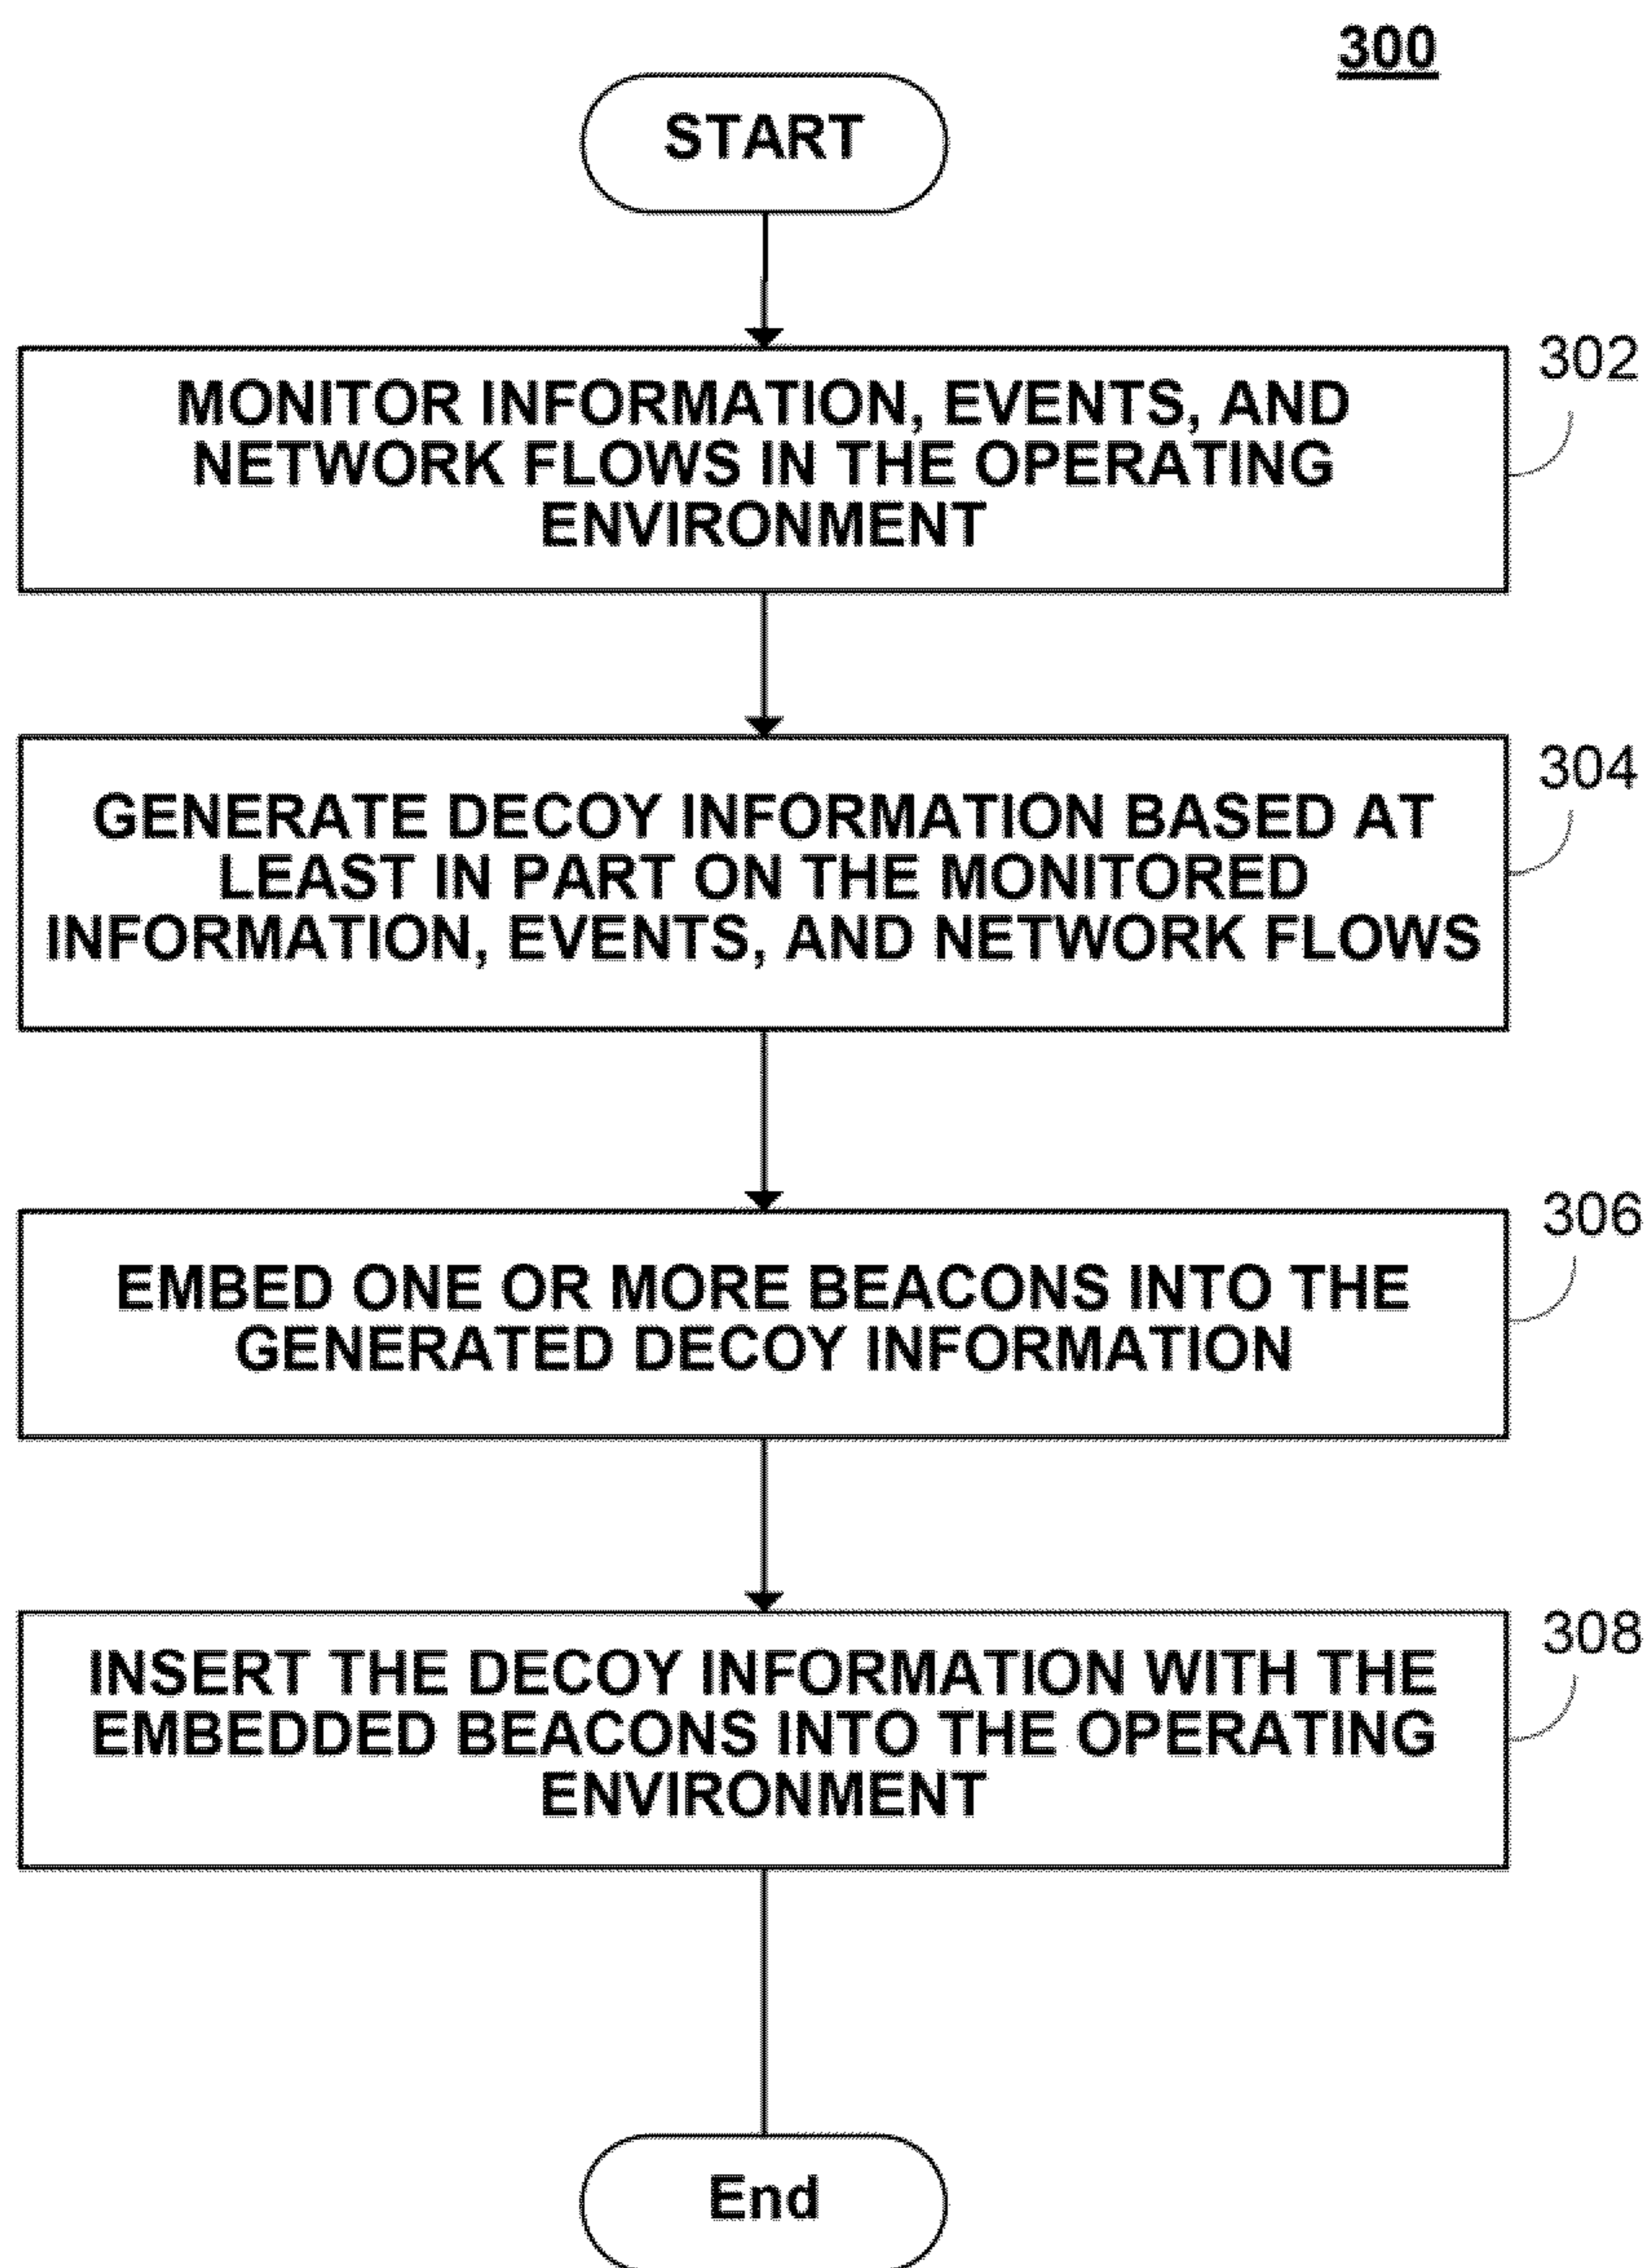 300
START
302
MONITOR INFORMATION, EVENTS, AND
NETWORK FLOWS IN THE OPERATING
ENVIRONMENT
304
GENERATE DECOY INFORMATION BASED AT
LEAST IN PART ON THE MONITORED
INFORMATION, EVENTS, AND NETWORK FLOWS
306
EMBED ONE OR MORE BEACONS INTO THE
GENERATED DECOY INFORMATION
308
INSERT THE DECOY INFORMATION WITH THE
EMBEDDED BEACONS INTO THE OPERATING
ENVIRONMENT
End